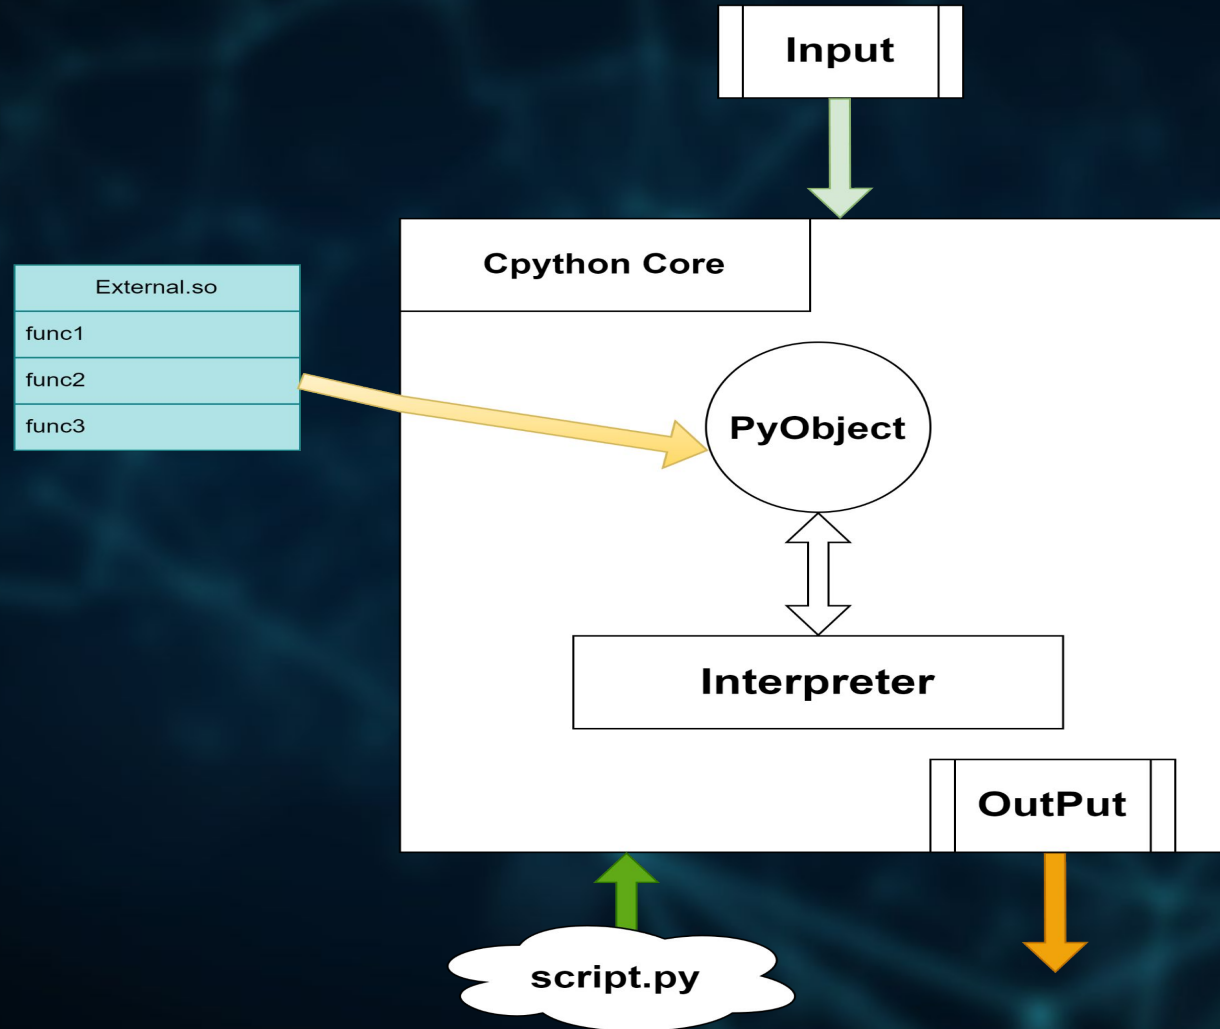 Input
Cpython Core
External.so
func1
func2
func3
PyObject
Interpreter
OutPut
script.py